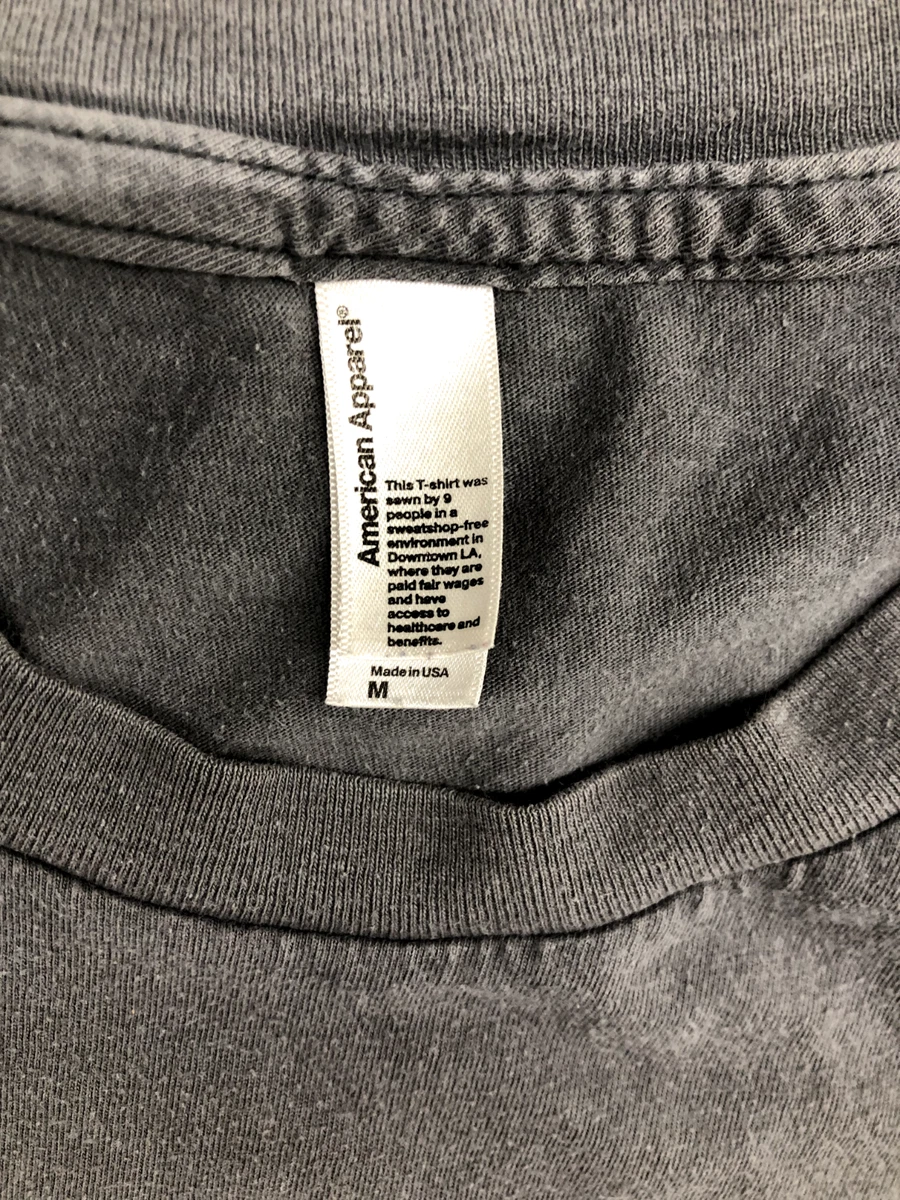 American Apparel®
This T-shirt was
sewn by 9
people in a
sweatshop-free
environment in
Downtown LA,
where they are
paid fair wages
and have
access to
healthcare and
benefits.
Made in USA
M